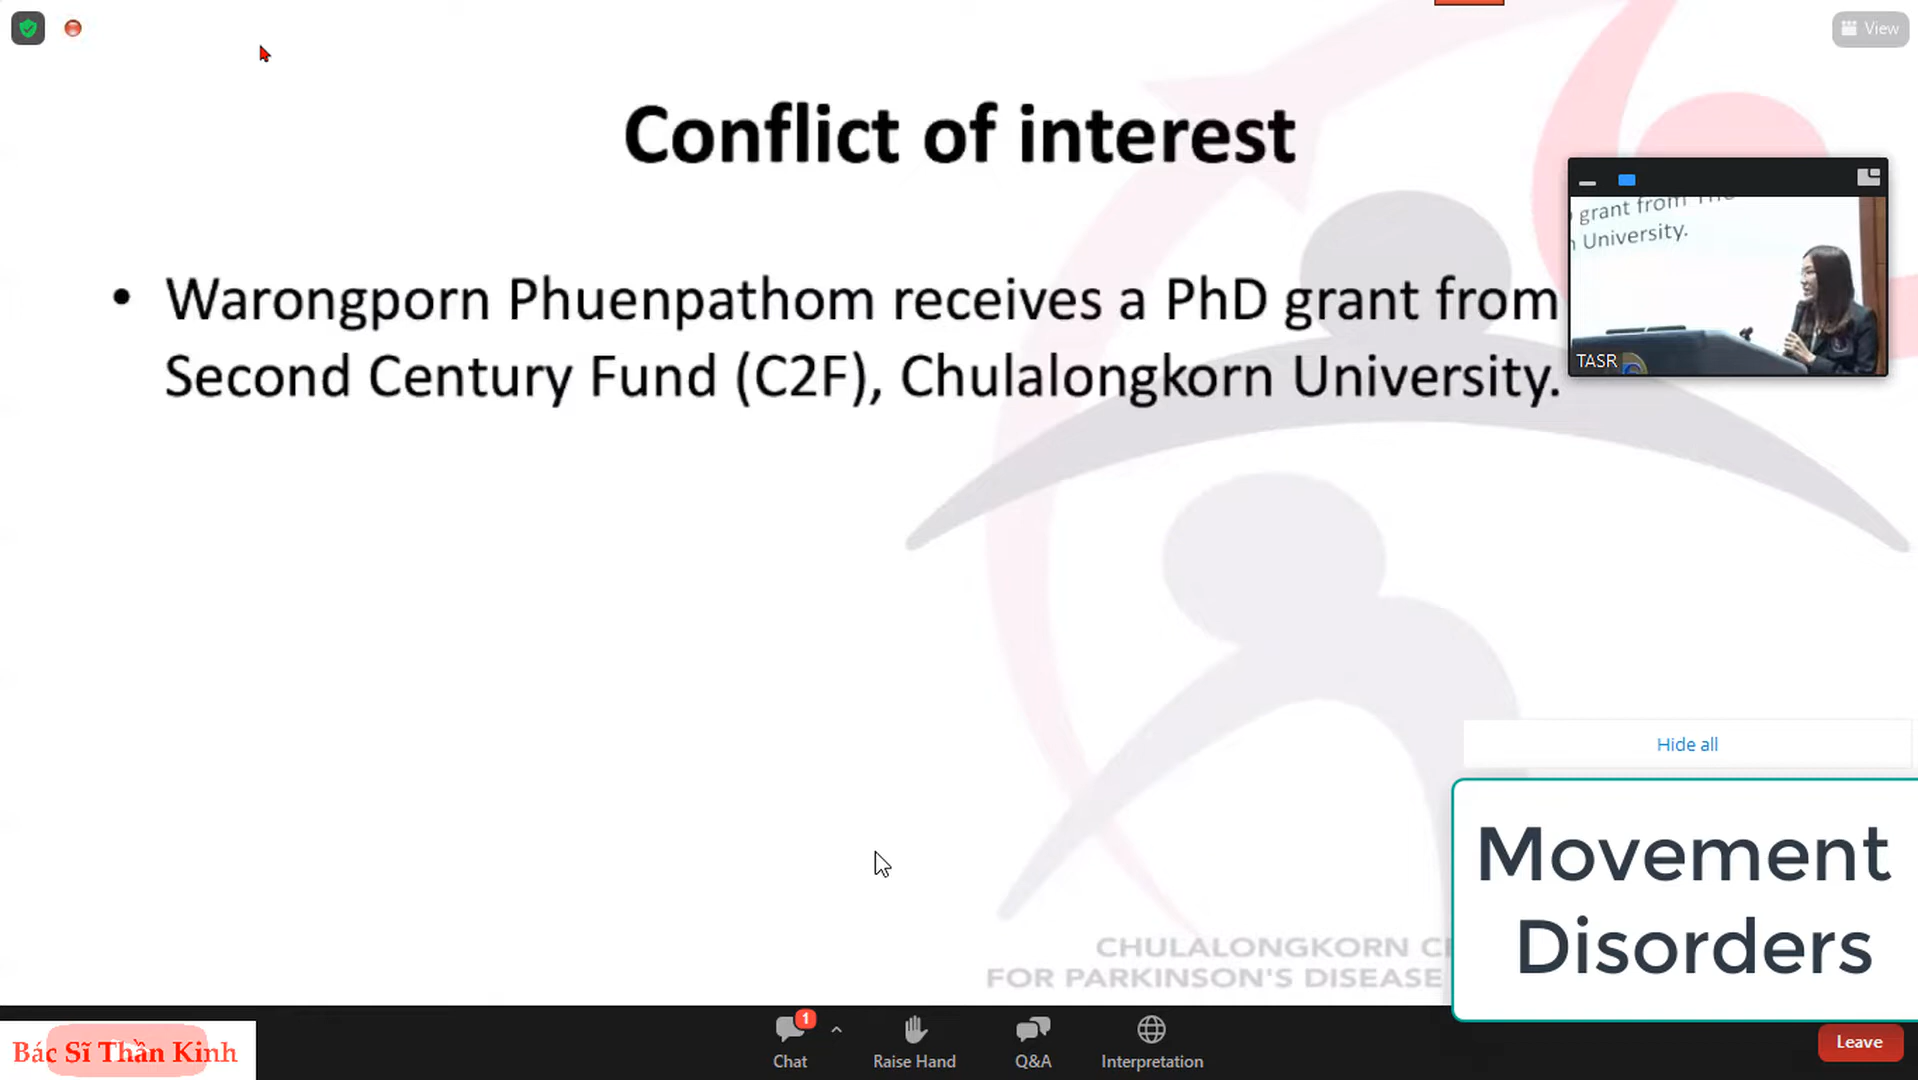 View
Conflict of interest
• Warongporn Phuenpathom receives a PhD grant from
Second Century Fund (C2F), Chulalongkorn University.
grant from
University.
TASR
Hide all
Movement
Disorders
CHULALONGKORN
FOR PARKINSON'S DISEASE
Bác Sĩ Thần Kinh
1
Chat
Raise Hand
Q&A
Interpretation
Leave